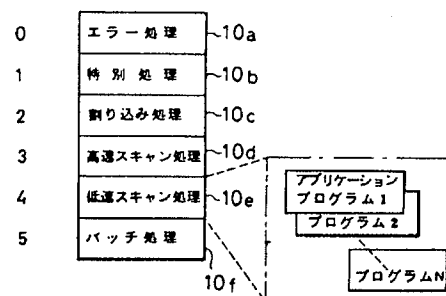 0 エラー処理 10a
1 特別処理 10b
2 割り込み処理 10c
3 高速スキャン処理 10d
4 低速スキャン処理 10e
5 バッチ処理
10f
アプリケーション
プログラム1
プログラム2
プログラムN